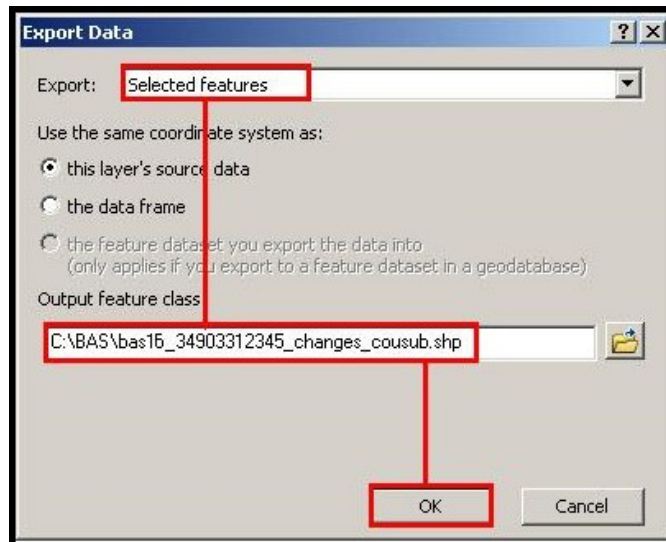 Export Data
Export: Selected features
Use the same coordinate system as:
this layer's source data
the data frame
the feature dataset you export the data into
(only applies if you export to a feature dataset in a geodatabase)
Output feature class
C:\BAS\bas16_34903312345_changes_cousub.shp
OK Cancel